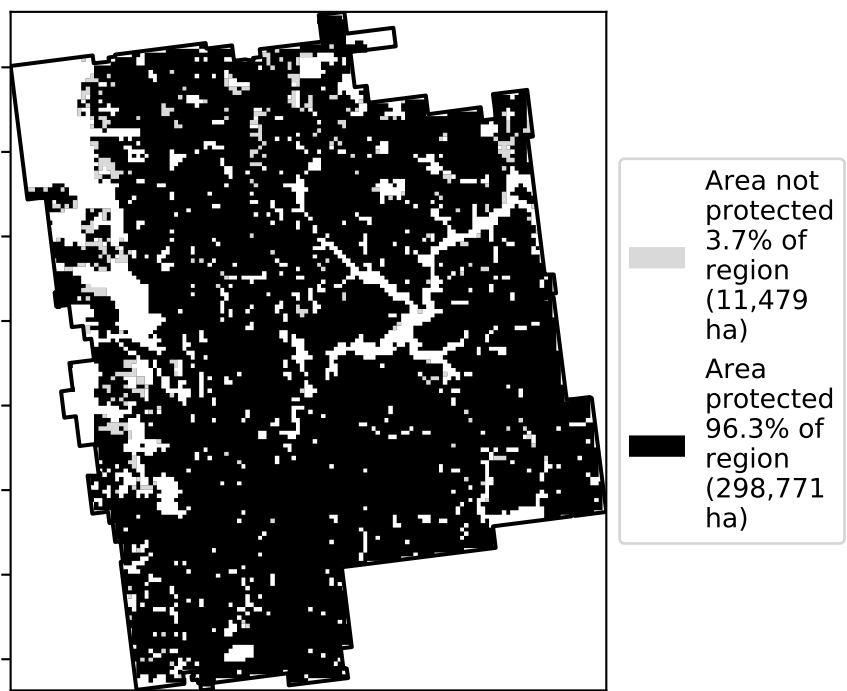 Area not
protected
3.7% of
region
(11,479
ha)
Area
protected
96.3% of
region
(298,771
ha)